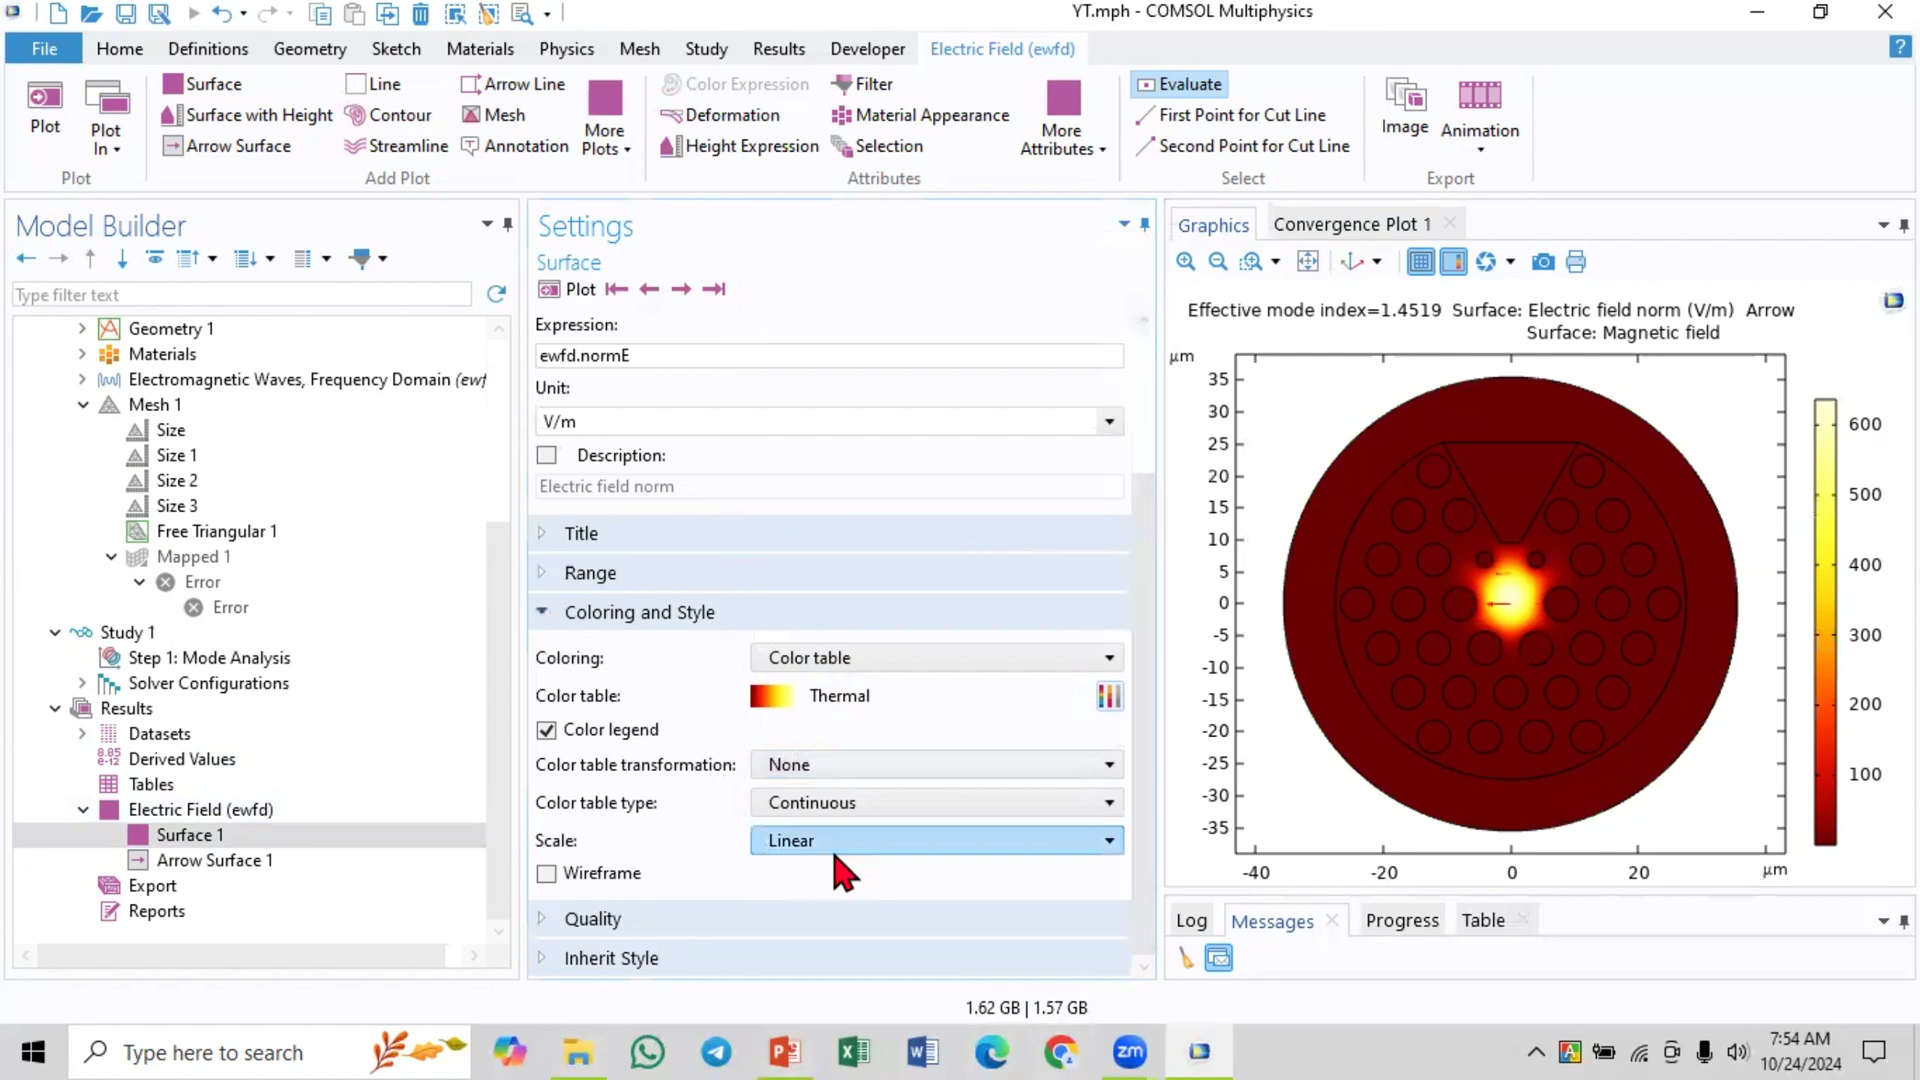 YT.mph - COMSOL Multiphysics
File Home Definitions Geometry Sketch Materials Physics Mesh Study Results Developer Electric Field (ewfd) ?
Plot
Plot In
Surface
Surface with Height
Arrow Surface
Line
Contour
Streamline
Arrow Line
Mesh
Annotation
More Plots
Color Expression
Deformation
Height Expression
Filter
Material Appearance
Selection
More Attributes
Evaluate
First Point for Cut Line
Second Point for Cut Line
Image
Animation
Plot
Add Plot
Attributes
Select
Export
Model Builder
Type filter text
Geometry 1
Materials
Electromagnetic Waves, Frequency Domain (ewf
Mesh 1
Size
Size 1
Size 2
Size 3
Free Triangular 1
Mapped 1
Error
Error
Study 1
Step 1: Mode Analysis
Solver Configurations
Results
Datasets
8.85
e-12
Derived Values
Tables
Electric Field (ewfd)
Surface 1
Arrow Surface 1
Export
Reports
Settings
Surface
Plot
Expression:
ewfd.normE
Unit:
V/m
Description:
Electric field norm
Title
Range
Coloring and Style
Coloring: Color table
Color table: Thermal
Color legend
Color table transformation: None
Color table type: Continuous
Scale: Linear
Wireframe
Quality
Inherit Style
Graphics
Convergence Plot 1
Effective mode index=1.4519 Surface: Electric field norm (V/m) Arrow
Surface: Magnetic field
µm
35
30
25
20
15
10
5
0
-5
-10
-15
-20
-25
-30
-35
-40 -20 0 20 µm
600
500
400
300
200
100
Log Messages Progress Table
1.62 GB | 1.57 GB
Type here to search
zm
A
7:54 AM
10/24/2024